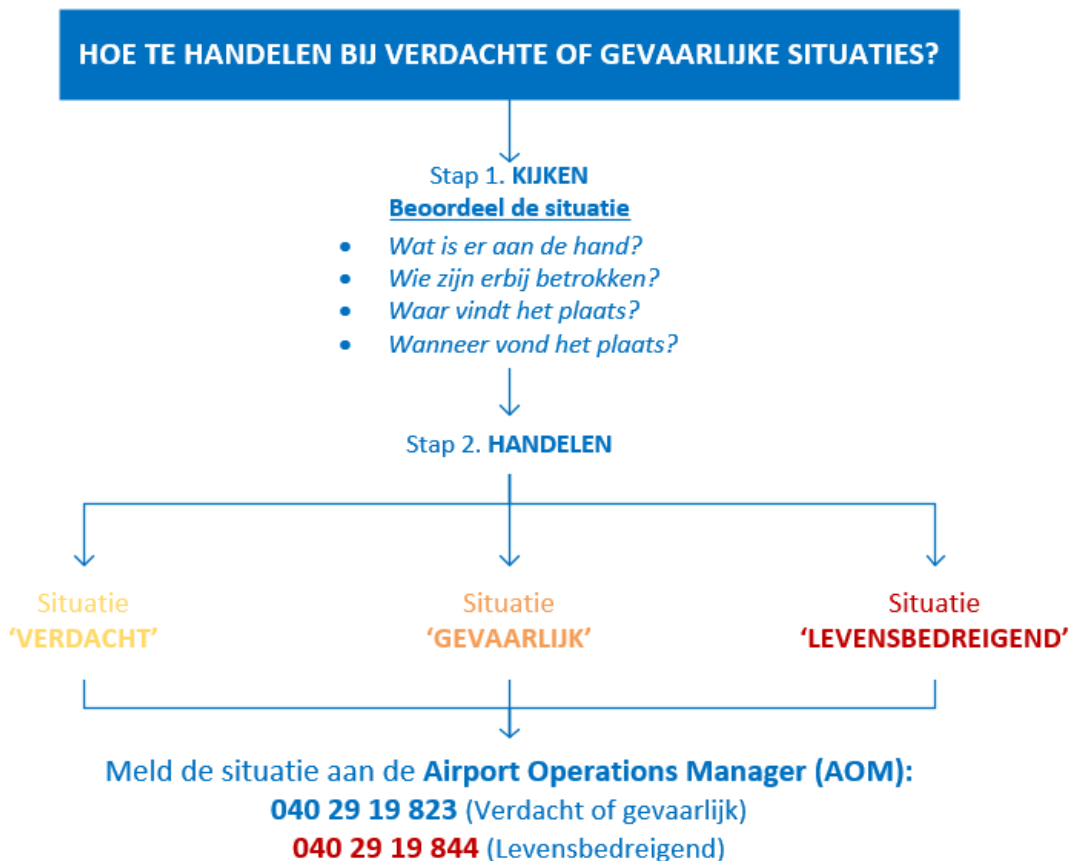 HOE TE HANDELEN BIJ VERDACHTE OF GEVAARLIJKE SITUATIES?
Stap 1. KIJKEN
Beoordeel de situatie
• Wat is er aan de hand?
• Wie zijn erbij betrokken?
• Waar vindt het plaats?
• Wanneer vond het plaats?
Stap 2. HANDELEN
Situatie
‘VERDACHT’
Situatie
‘GEVAARLIJK’
Situatie
‘LEVENSBEDREIGEND’
Meld de situatie aan de Airport Operations Manager (AOM):
040 29 19 823 (Verdacht of gevaarlijk)
040 29 19 844 (Levensbedreigend)